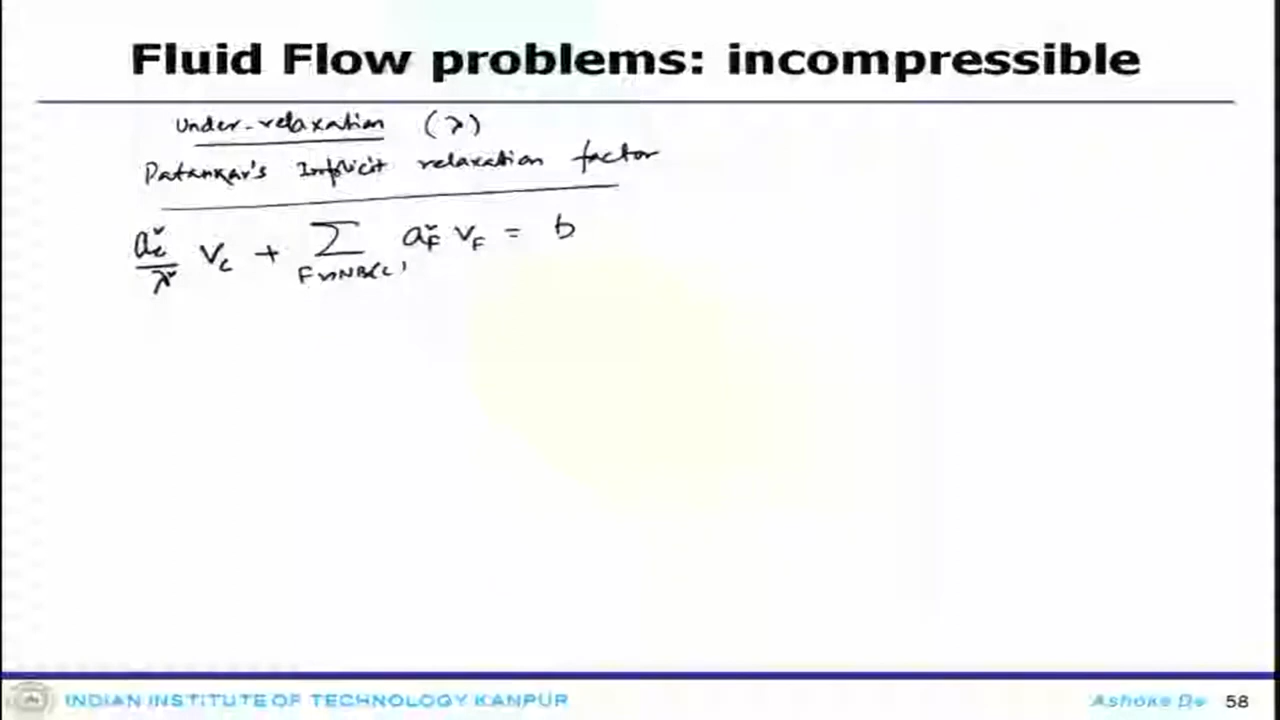 Fluid Flow problems: incompressible
Under-relaxation (λ)
Patankar's Implicit relaxation factor
a_C^v / λ^v V_C + ∑_{F~NB(C)} a_F^v V_F = b
INDIAN INSTITUTE OF TECHNOLOGY KANPUR
Ashoke De 58